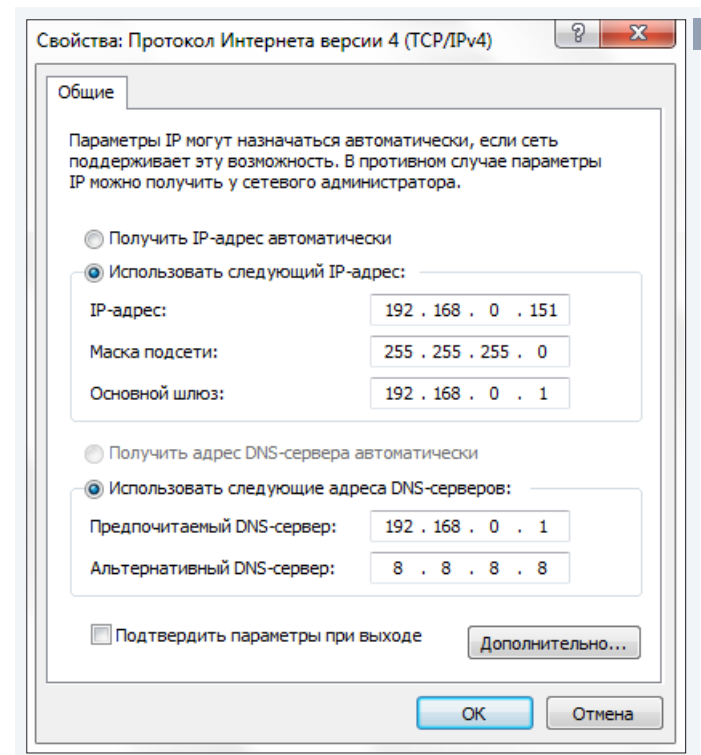 Свойства: Протокол Интернета версии 4 (TCP/IPv4)
Общие
Параметры IP могут назначаться автоматически, если сеть
поддерживает эту возможность. В противном случае параметры
IP можно получить у сетевого администратора.
Получить IP-адрес автоматически
Использовать следующий IP-адрес:
IP-адрес: 192 . 168 . 0 . 151
Маска подсети: 255 . 255 . 255 . 0
Основной шлюз: 192 . 168 . 0 . 1
Получить адрес DNS-сервера автоматически
Использовать следующие адреса DNS-серверов:
Предпочитаемый DNS-сервер: 192 . 168 . 0 . 1
Альтернативный DNS-сервер: 8 . 8 . 8 . 8
Подтвердить параметры при выходе
Дополнительно...
ОК Отмена